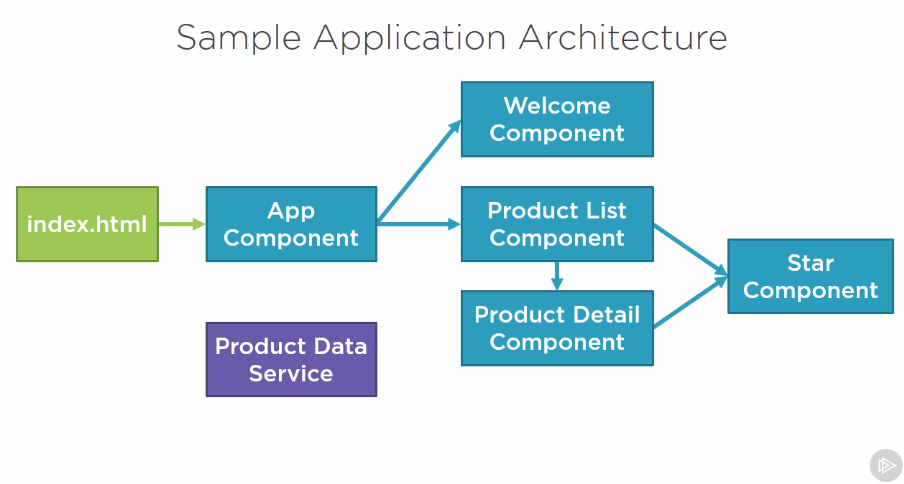 Sample Application Architecture
Welcome
Component
index.html
App
Component
Product List
Component
Star
Component
Product Detail
Component
Product Data
Service